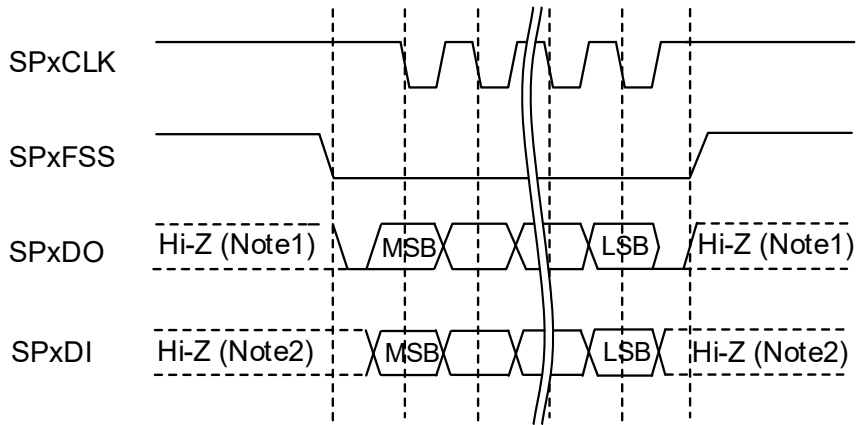 SPxCLK
SPxFSS
SPxDO Hi-Z (Note1) MSB LSB Hi-Z (Note1)
SPxDI Hi-Z (Note2) MSB LSB Hi-Z (Note2)